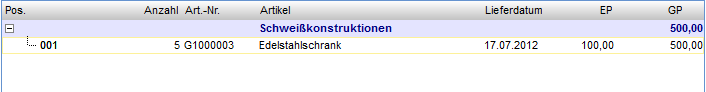 Pos. Anzahl Art.-Nr. Artikel Lieferdatum EP GP
Schweißkonstruktionen 500,00
001 5 G1000003 Edelstahlschrank 17.07.2012 100,00 500,00